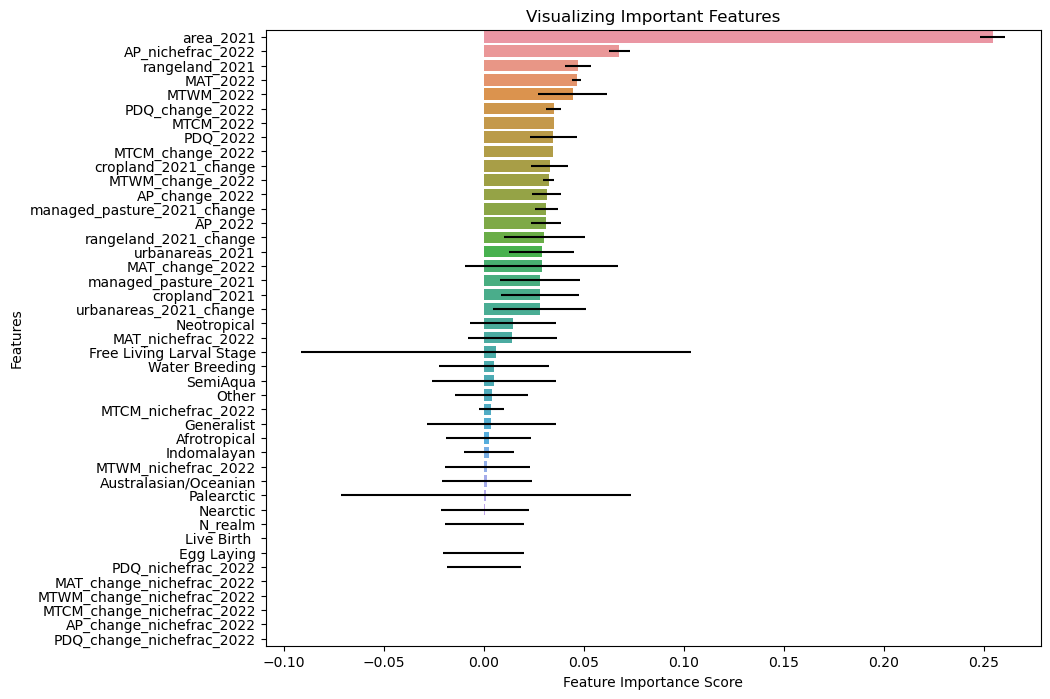 Visualizing Important Features
area_2021
AP_nichefrac_2022
rangeland_2021
MAT_2022
MTWM_2022
PDQ_change_2022
MTCM_2022
PDQ_2022
MTCM_change_2022
cropland_2021_change
MTWM_change_2022
AP_change_2022
managed_pasture_2021_change
AP_2022
rangeland_2021_change
urbanareas_2021
MAT_change_2022
managed_pasture_2021
cropland_2021
urbanareas_2021_change
Neotropical
MAT_nichefrac_2022
Free Living Larval Stage
Water Breeding
SemiAqua
Other
MTCM_nichefrac_2022
Generalist
Afrotropical
Indomalayan
MTWM_nichefrac_2022
Australasian/Oceanian
Palearctic
Nearctic
N_realm
Live Birth
Egg Laying
PDQ_nichefrac_2022
MAT_change_nichefrac_2022
MTWM_change_nichefrac_2022
MTCM_change_nichefrac_2022
AP_change_nichefrac_2022
PDQ_change_nichefrac_2022
Features
−0.10 −0.05 0.00 0.05 0.10 0.15 0.20 0.25
Feature Importance Score